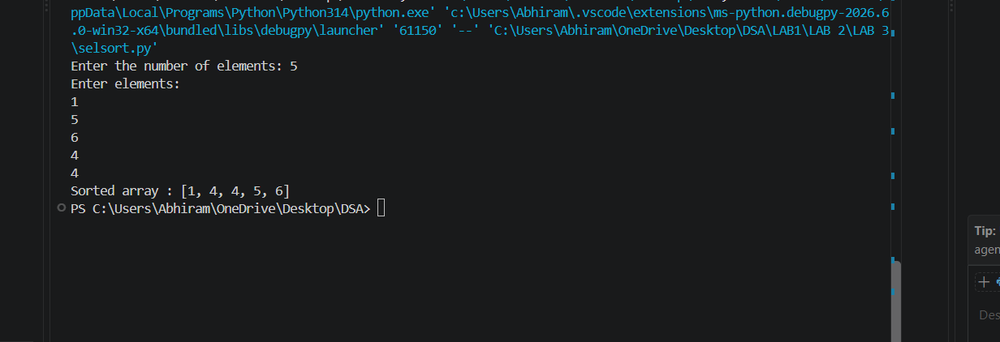 ppData\Local\Programs\Python\Python314\python.exe' 'c:\Users\Abhiram\.vscode\extensions\ms-python.debugpy-2026.6
.0-win32-x64\bundled\libs\debugpy\launcher' '61150' '--' 'C:\Users\Abhiram\OneDrive\Desktop\DSA\LAB1\LAB 2\LAB 3
\selsort.py'
Enter the number of elements: 5
Enter elements:
1
5
6
4
4
Sorted array : [1, 4, 4, 5, 6]
PS C:\Users\Abhiram\OneDrive\Desktop\DSA>
Tip:
agen
Des